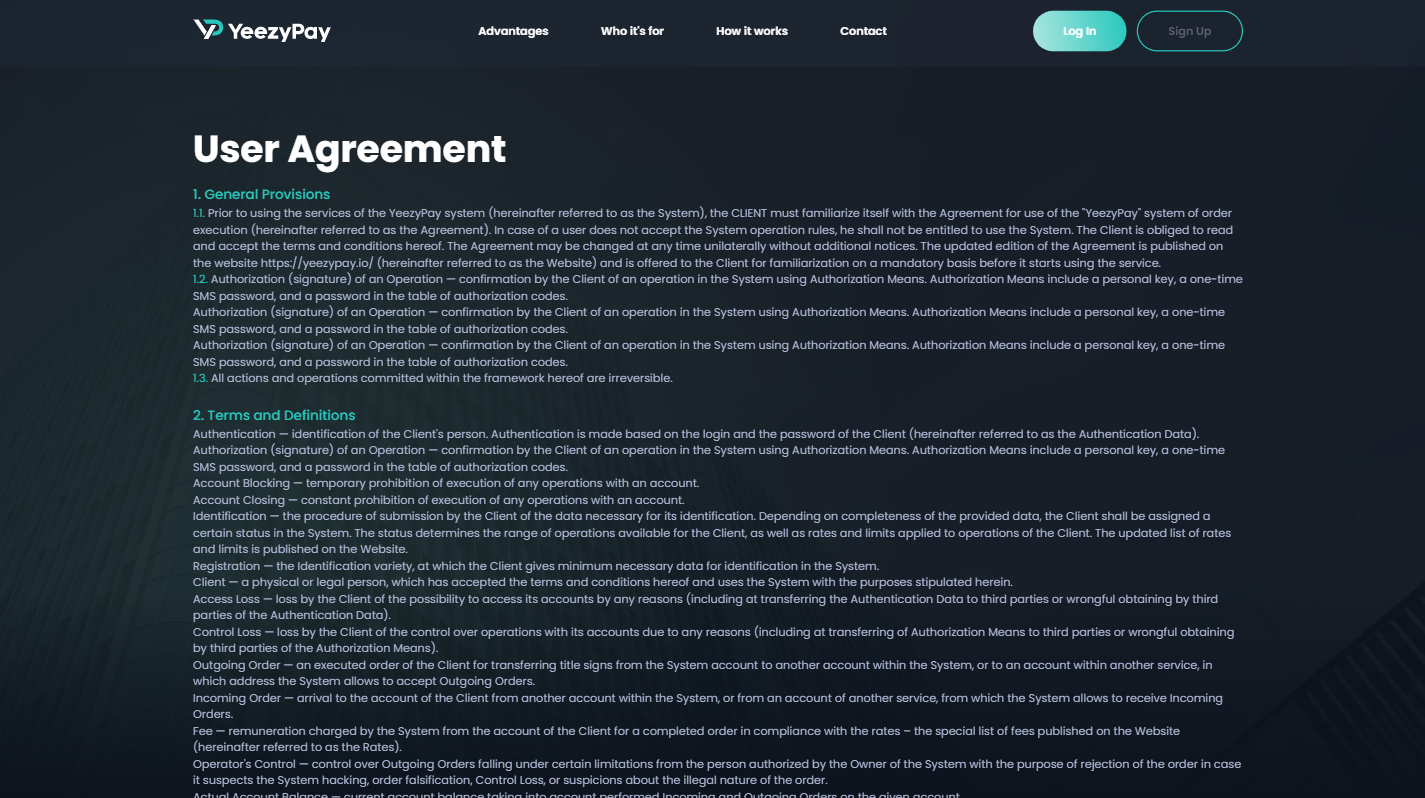 YeezyPay
Advantages
Who it's for
How it works
Contact
Log In
Sign Up
User Agreement
1. General Provisions
1.1. Prior to using the services of the YeezyPay system (hereinafter referred to as the System), the CLIENT must familiarize itself with the Agreement for use of the "YeezyPay" system of order
execution (hereinafter referred to as the Agreement). In case of a user does not accept the System operation rules, he shall not be entitled to use the System. The Client is obliged to read
and accept the terms and conditions hereof. The Agreement may be changed at any time unilaterally without additional notices. The updated edition of the Agreement is published on
the website https://yeezypay.io/ (hereinafter referred to as the Website) and is offered to the Client for familiarization on a mandatory basis before it starts using the service.
1.2. Authorization (signature) of an Operation — confirmation by the Client of an operation in the System using Authorization Means. Authorization Means include a personal key, a one-time
SMS password, and a password in the table of authorization codes.
Authorization (signature) of an Operation — confirmation by the Client of an operation in the System using Authorization Means. Authorization Means include a personal key, a one-time
SMS password, and a password in the table of authorization codes.
Authorization (signature) of an Operation — confirmation by the Client of an operation in the System using Authorization Means. Authorization Means include a personal key, a one-time
SMS password, and a password in the table of authorization codes.
1.3. All actions and operations committed within the framework hereof are irreversible.
2. Terms and Definitions
Authentication — identification of the Client's person. Authentication is made based on the login and the password of the Client (hereinafter referred to as the Authentication Data).
Authorization (signature) of an Operation — confirmation by the Client of an operation in the System using Authorization Means. Authorization Means include a personal key, a one-time
SMS password, and a password in the table of authorization codes.
Account Blocking — temporary prohibition of execution of any operations with an account.
Account Closing — constant prohibition of execution of any operations with an account.
Identification — the procedure of submission by the Client of the data necessary for its identification. Depending on completeness of the provided data, the Client shall be assigned a
certain status in the System. The status determines the range of operations available for the Client, as well as rates and limits applied to operations of the Client. The updated list of rates
and limits is published on the Website.
Registration — the Identification variety, at which the Client gives minimum necessary data for identification in the System.
Client — a physical or legal person, which has accepted the terms and conditions hereof and uses the System with the purposes stipulated herein.
Access Loss — loss by the Client of the possibility to access its accounts by any reasons (including at transferring the Authentication Data to third parties or wrongful obtaining by third
parties of the Authentication Data).
Control Loss — loss by the Client of the control over operations with its accounts due to any reasons (including at transferring of Authorization Means to third parties or wrongful obtaining
by third parties of the Authorization Means).
Outgoing Order — an executed order of the Client for transferring title signs from the System account to another account within the System, or to an account within another service, in
which address the System allows to accept Outgoing Orders.
Incoming Order — arrival to the account of the Client from another account within the System, or from an account of another service, from which the System allows to receive Incoming
Orders.
Fee — remuneration charged by the System from the account of the Client for a completed order in compliance with the rates – the special list of fees published on the Website
(hereinafter referred to as the Rates).
Operator's Control — control over Outgoing Orders falling under certain limitations from the person authorized by the Owner of the System with the purpose of rejection of the order in case
it suspects the System hacking, order falsification, Control Loss, or suspicions about the illegal nature of the order.
Actual Account Balance — current account balance taking into account performed Incoming and Outgoing Orders on the given account.